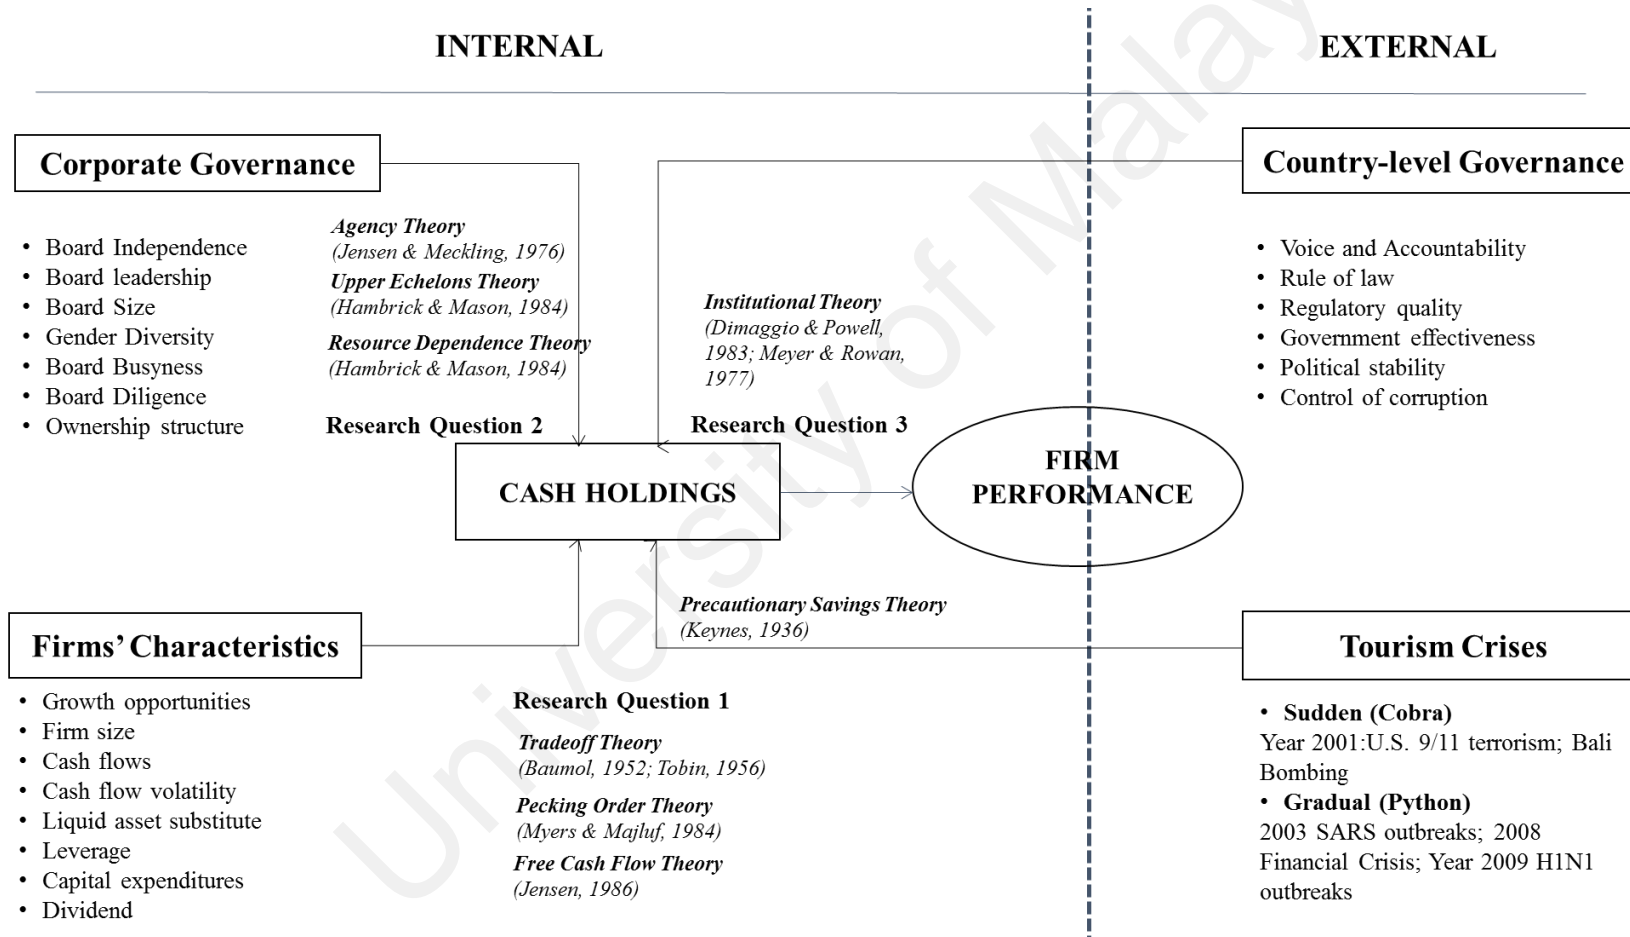 INTERNAL
EXTERNAL
Corporate Governance
• Board Independence
• Board leadership
• Board Size
• Gender Diversity
• Board Busyness
• Board Diligence
• Ownership structure
Agency Theory
(Jensen & Meckling, 1976)
Upper Echelons Theory
(Hambrick & Mason, 1984)
Resource Dependence Theory
(Hambrick & Mason, 1984)
Research Question 2
Institutional Theory
(Dimaggio & Powell,
1983; Meyer & Rowan,
1977)
Research Question 3
Country-level Governance
• Voice and Accountability
• Rule of law
• Regulatory quality
• Government effectiveness
• Political stability
• Control of corruption
CASH HOLDINGS
FIRM
PERFORMANCE
Firms’ Characteristics
• Growth opportunities
• Firm size
• Cash flows
• Cash flow volatility
• Liquid asset substitute
• Leverage
• Capital expenditures
• Dividend
Precautionary Savings Theory
(Keynes, 1936)
Research Question 1
Tradeoff Theory
(Baumol, 1952; Tobin, 1956)
Pecking Order Theory
(Myers & Majluf, 1984)
Free Cash Flow Theory
(Jensen, 1986)
Tourism Crises
• Sudden (Cobra)
Year 2001:U.S. 9/11 terrorism; Bali
Bombing
• Gradual (Python)
2003 SARS outbreaks; 2008
Financial Crisis; Year 2009 H1N1
outbreaks
University of Malay